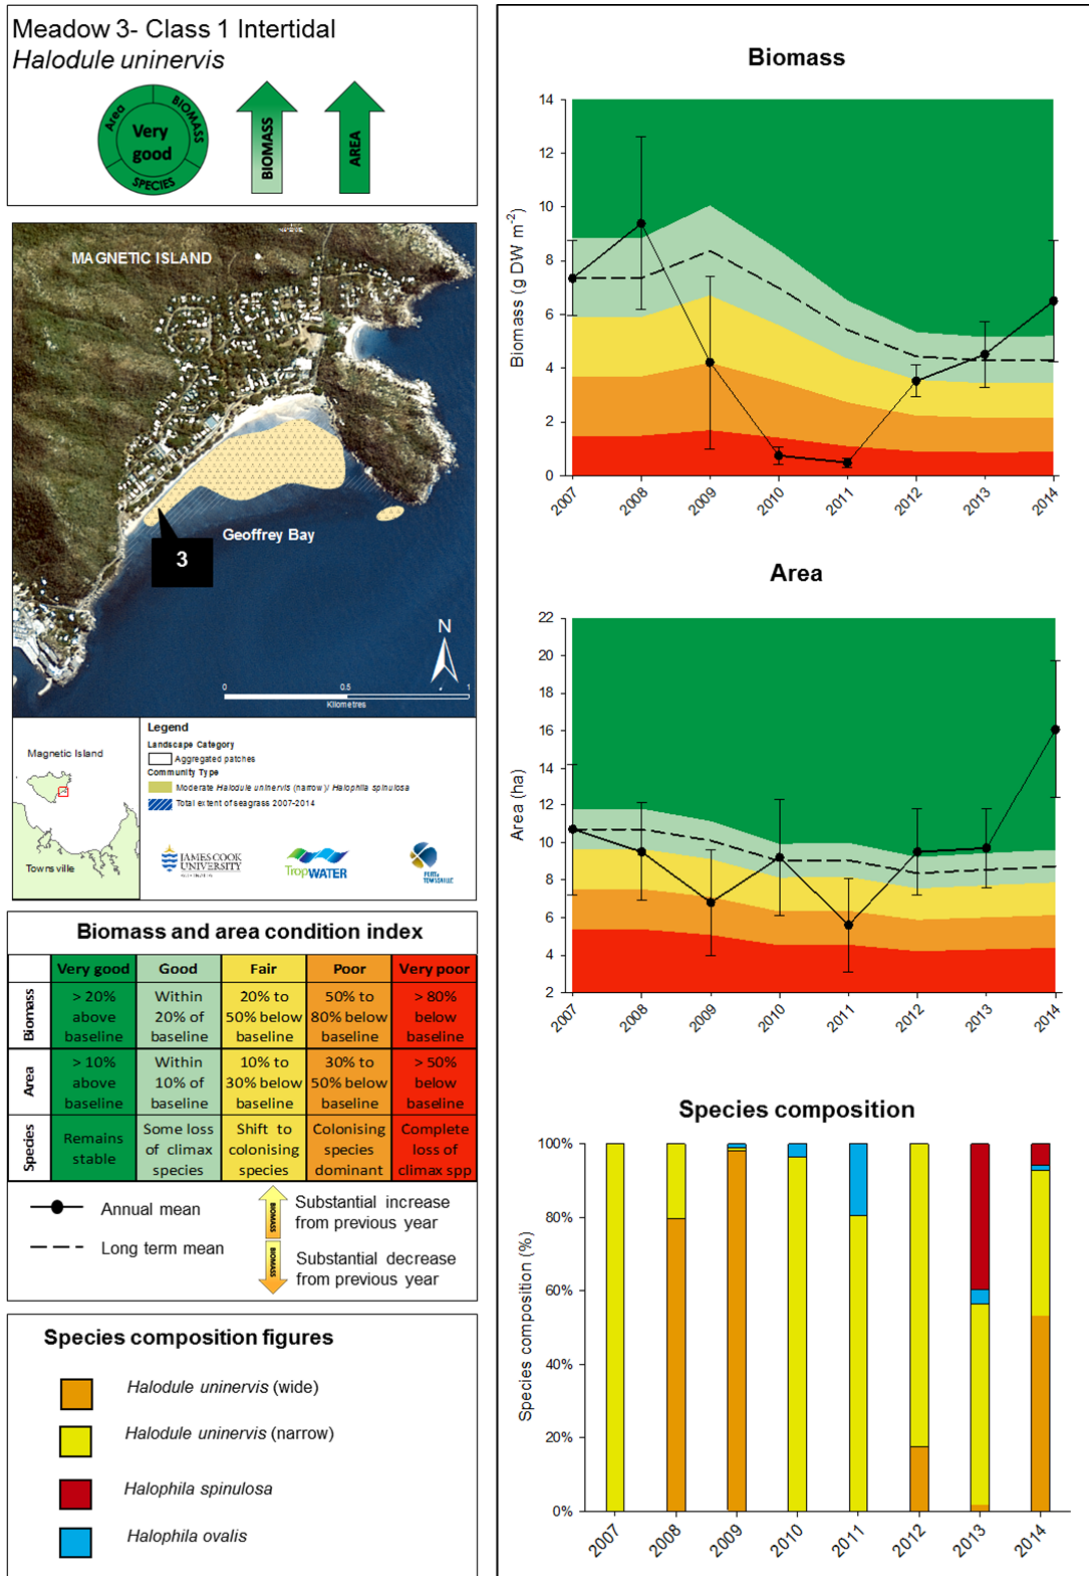 Meadow 3- Class 1 Intertidal
Halodule uninervis
Area
BIOMASS
SPECIES
Very
good
BIOMASS
AREA
MAGNETIC ISLAND
Geoffrey Bay
3
N
0
0.5
1
Kilometres
Magnetic Island
Townsville
Legend
Landscape Category
Aggregated patches
Community Type
Moderate Halodule uninervis (narrow)/ Halophila spinulosa
Total extent of seagrass 2007-2014
JAMES COOK
UNIVERSITY
TropWATER
PORT of
TOWNSVILLE
Biomass and area condition index
Very good Good Fair Poor Very poor
Biomass
> 20%
above
baseline
Within
20% of
baseline
20% to
50% below
baseline
50% to
80% below
baseline
> 80%
below
baseline
Area
> 10%
above
baseline
Within
10% of
baseline
10% to
30% below
baseline
30% to
50% below
baseline
> 50%
below
baseline
Species
Remains
stable
Some loss
of climax
species
Shift to
colonising
species
Colonising
species
dominant
Complete
loss of
climax spp
Annual mean
Long term mean
BIOMASS
Substantial increase
from previous year
BIOMASS
Substantial decrease
from previous year
Species composition figures
Halodule uninervis (wide)
Halodule uninervis (narrow)
Halophila spinulosa
Halophila ovalis
Biomass
Biomass (g DW m-2)
14
12
10
8
6
4
2
0
2007 2008 2009 2010 2011 2012 2013 2014
Area
Area (ha)
22
20
18
16
14
12
10
8
6
4
2
2007 2008 2009 2010 2011 2012 2013 2014
Species composition
Species composition (%)
100%
80%
60%
40%
20%
0%
2007 2008 2009 2010 2011 2012 2013 2014